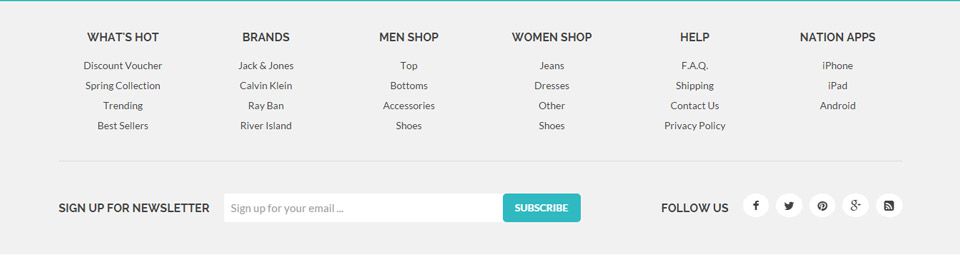 WHAT'S HOT
Discount Voucher
Spring Collection
Trending
Best Sellers
BRANDS
Jack & Jones
Calvin Klein
Ray Ban
River Island
MEN SHOP
Top
Bottoms
Accessories
Shoes
WOMEN SHOP
Jeans
Dresses
Other
Shoes
HELP
F.A.Q.
Shipping
Contact Us
Privacy Policy
NATION APPS
iPhone
iPad
Android
SIGN UP FOR NEWSLETTER
Sign up for your email ...
SUBSCRIBE
FOLLOW US